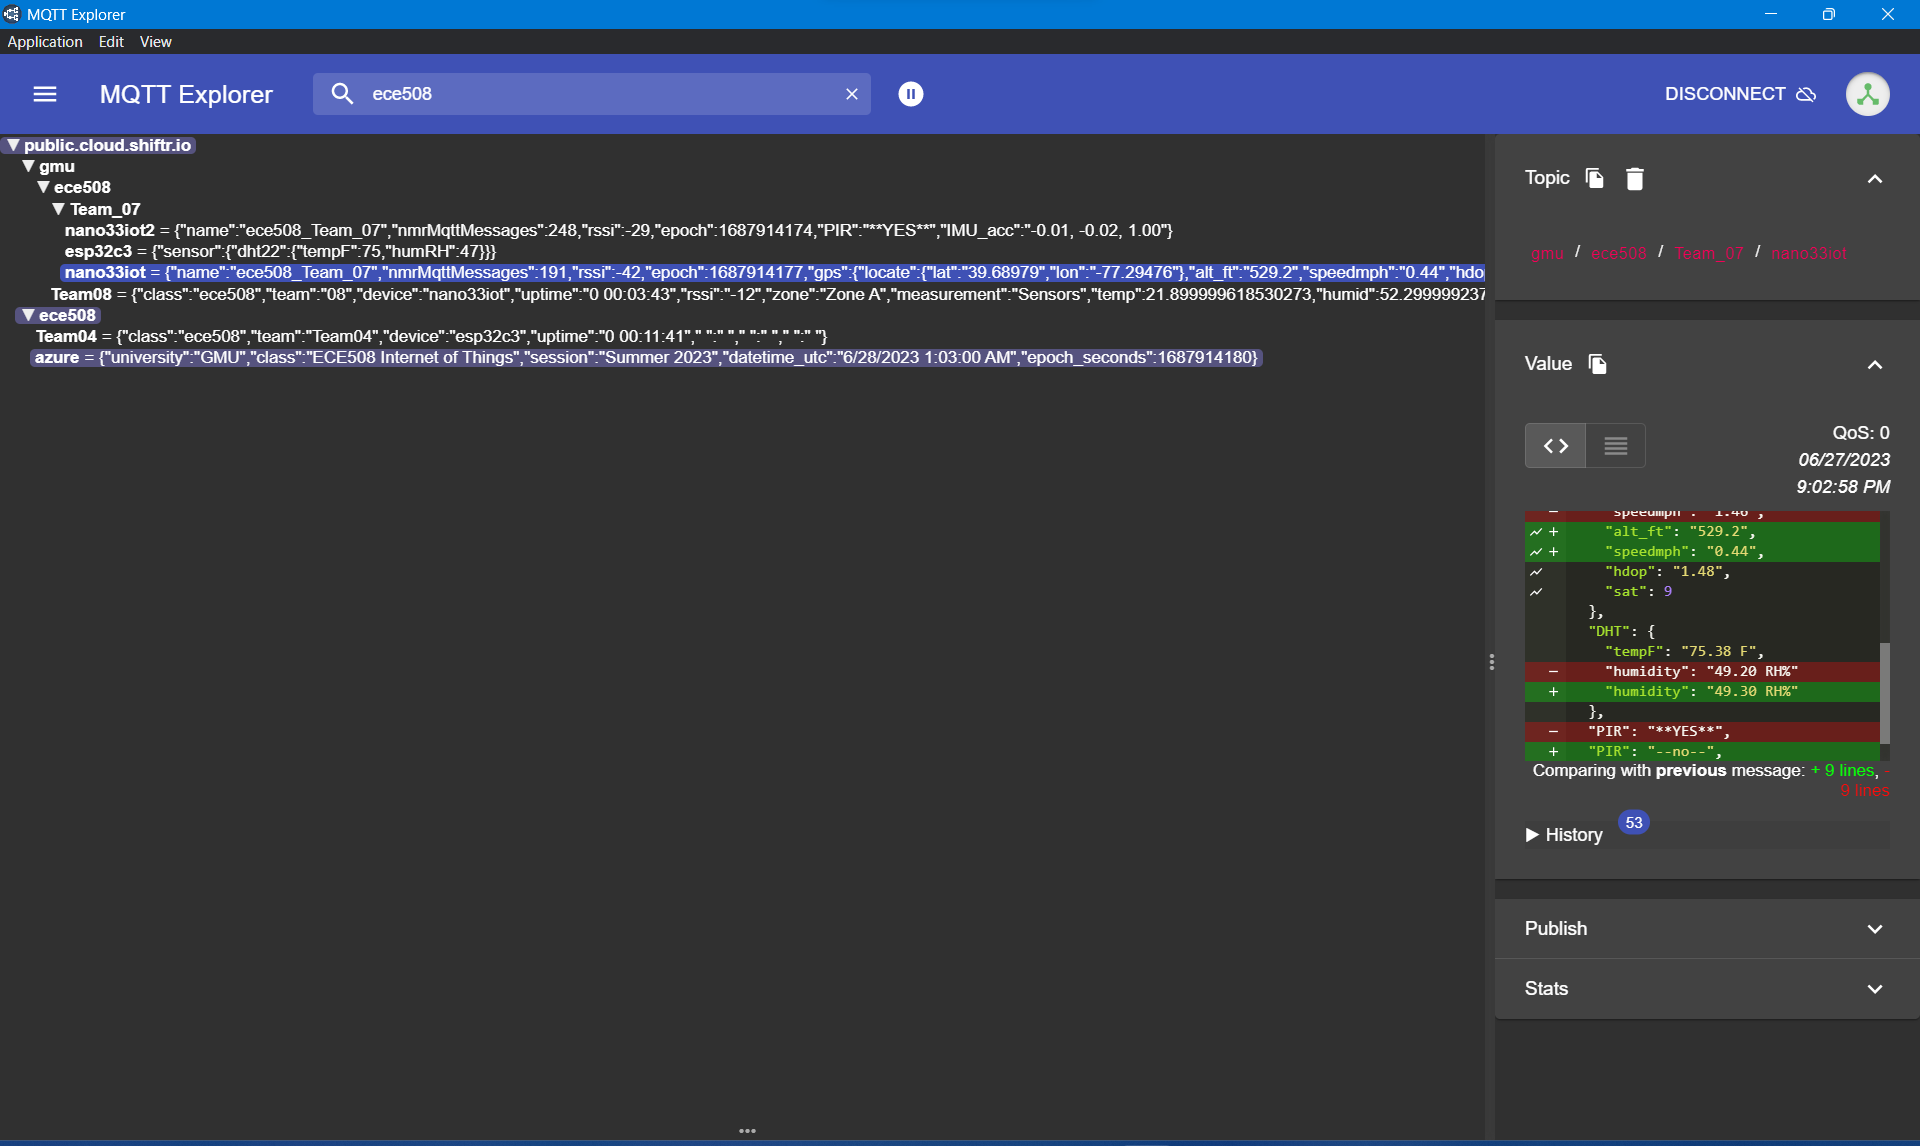 MQTT Explorer
Application Edit View
MQTT Explorer ece508 DISCONNECT
▼ public.cloud.shiftr.io
▼ gmu
▼ ece508
▼ Team_07
nano33iot2 = {"name":"ece508_Team_07","nmrMqttMessages":248,"rssi":-29,"epoch":1687914174,"PIR":"**YES**","IMU_acc":"-0.01, -0.02, 1.00"}
esp32c3 = {"sensor":{"dht22":{"tempF":75,"humRH":47}}}
nano33iot = {"name":"ece508_Team_07","nmrMqttMessages":191,"rssi":-42,"epoch":1687914177,"gps":{"locate":{"lat":"39.68979","lon":"-77.29476"},"alt_ft":"529.2","speedmph":"0.44","hdo
Team08 = {"class":"ece508","team":"08","device":"nano33iot","uptime":"0 00:03:43","rssi":"-12","zone":"Zone A","measurement":"Sensors","temp":21.899999618530273,"humid":52.299999237
▼ ece508
Team04 = {"class":"ece508","team":"Team04","device":"esp32c3","uptime":"0 00:11:41"," ":" "," ":" "," ":" "}
azure = {"university":"GMU","class":"ECE508 Internet of Things","session":"Summer 2023","datetime_utc":"6/28/2023 1:03:00 AM","epoch_seconds":1687914180}
Topic
gmu / ece508 / Team_07 / nano33iot
Value
QoS: 0
06/27/2023
9:02:58 PM
- "speedmph": "1.46",
+ "alt_ft": "529.2",
+ "speedmph": "0.44",
"hdop": "1.48",
"sat": 9
},
"DHT": {
"tempF": "75.38 F",
- "humidity": "49.20 RH%"
+ "humidity": "49.30 RH%"
},
- "PIR": "**YES**",
+ "PIR": "--no--",
Comparing with previous message: + 9 lines, -
9 lines
▶ History 53
Publish
Stats